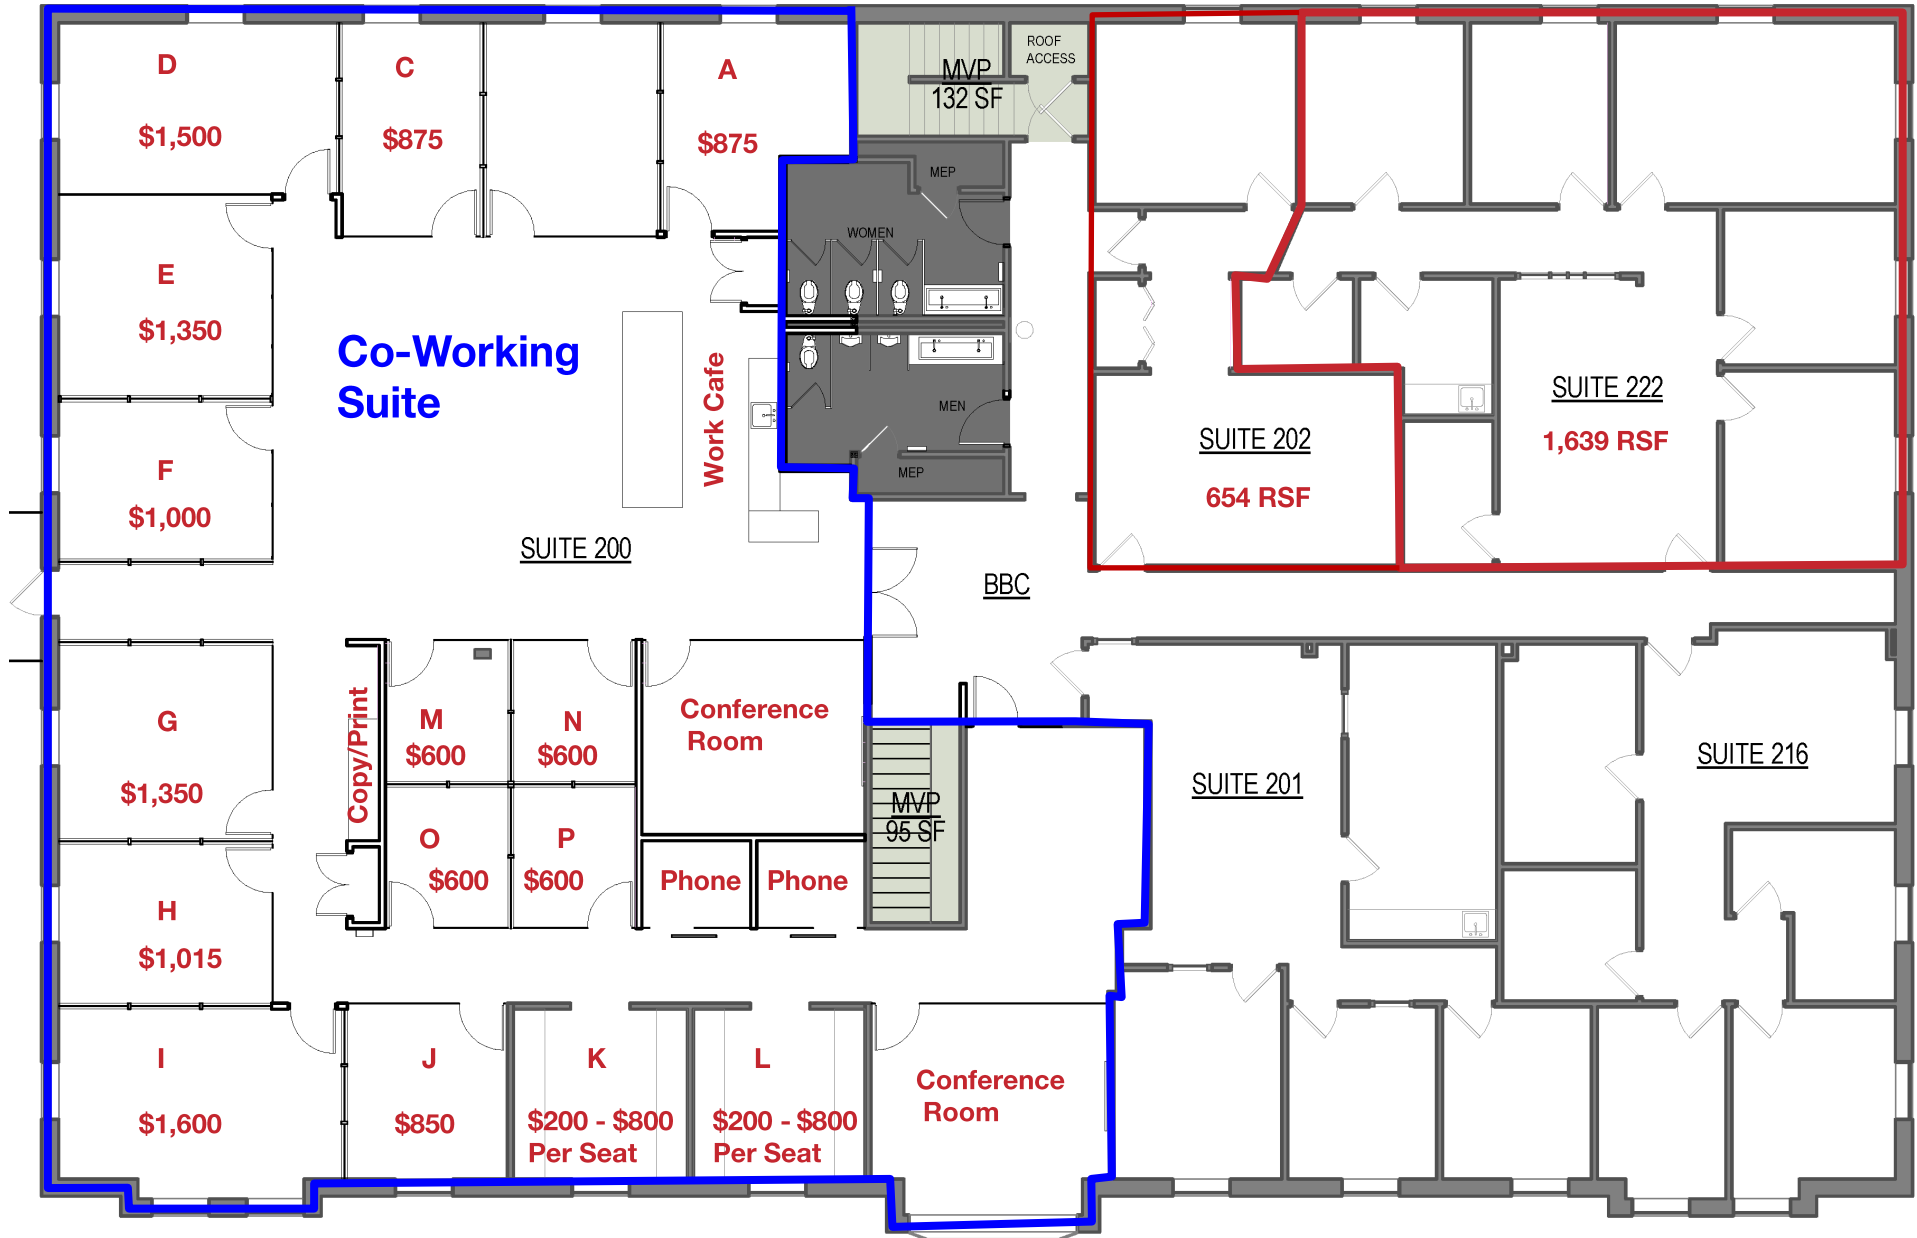 D
$1,500
C
$875
A
$875
MVP
132 SF
ROOF
ACCESS
MEP
WOMEN
E
$1,350
Co-Working
Suite
Work Cafe
MEN
MEP
F
$1,000
SUITE 200
SUITE 202
654 RSF
SUITE 222
1,639 RSF
BBC
G
$1,350
Copy/Print
M
$600
N
$600
Conference
Room
O
$600
P
$600
Phone
Phone
MVP
95 SF
SUITE 201
SUITE 216
H
$1,015
I
$1,600
J
$850
K
$200 - $800
Per Seat
L
$200 - $800
Per Seat
Conference
Room